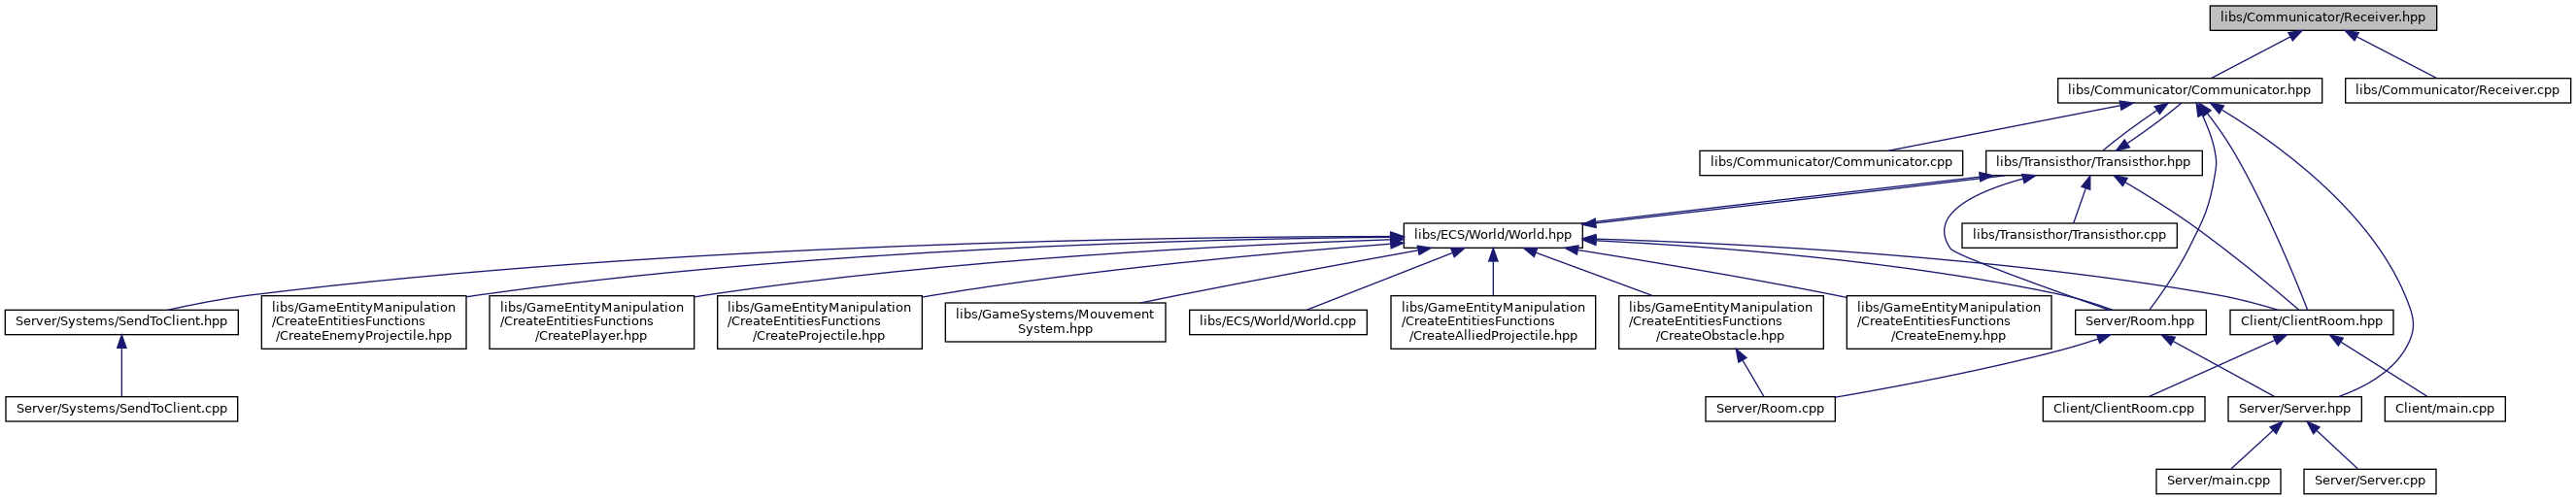 libs/Communicator/Receiver.hpp
libs/Communicator/Communicator.hpp
libs/Communicator/Receiver.cpp
libs/Communicator/Communicator.cpp
libs/Transisthor/Transisthor.hpp
libs/ECS/World/World.hpp
libs/Transisthor/Transisthor.cpp
Server/Systems/SendToClient.hpp
libs/GameEntityManipulation
/CreateEntitiesFunctions
/CreateEnemyProjectile.hpp
libs/GameEntityManipulation
/CreateEntitiesFunctions
/CreatePlayer.hpp
libs/GameEntityManipulation
/CreateEntitiesFunctions
/CreateProjectile.hpp
libs/GameSystems/Mouvement
System.hpp
libs/ECS/World/World.cpp
libs/GameEntityManipulation
/CreateEntitiesFunctions
/CreateAlliedProjectile.hpp
libs/GameEntityManipulation
/CreateEntitiesFunctions
/CreateObstacle.hpp
libs/GameEntityManipulation
/CreateEntitiesFunctions
/CreateEnemy.hpp
Server/Room.hpp
Client/ClientRoom.hpp
Server/Systems/SendToClient.cpp
Server/Room.cpp
Client/ClientRoom.cpp
Server/Server.hpp
Client/main.cpp
Server/main.cpp
Server/Server.cpp